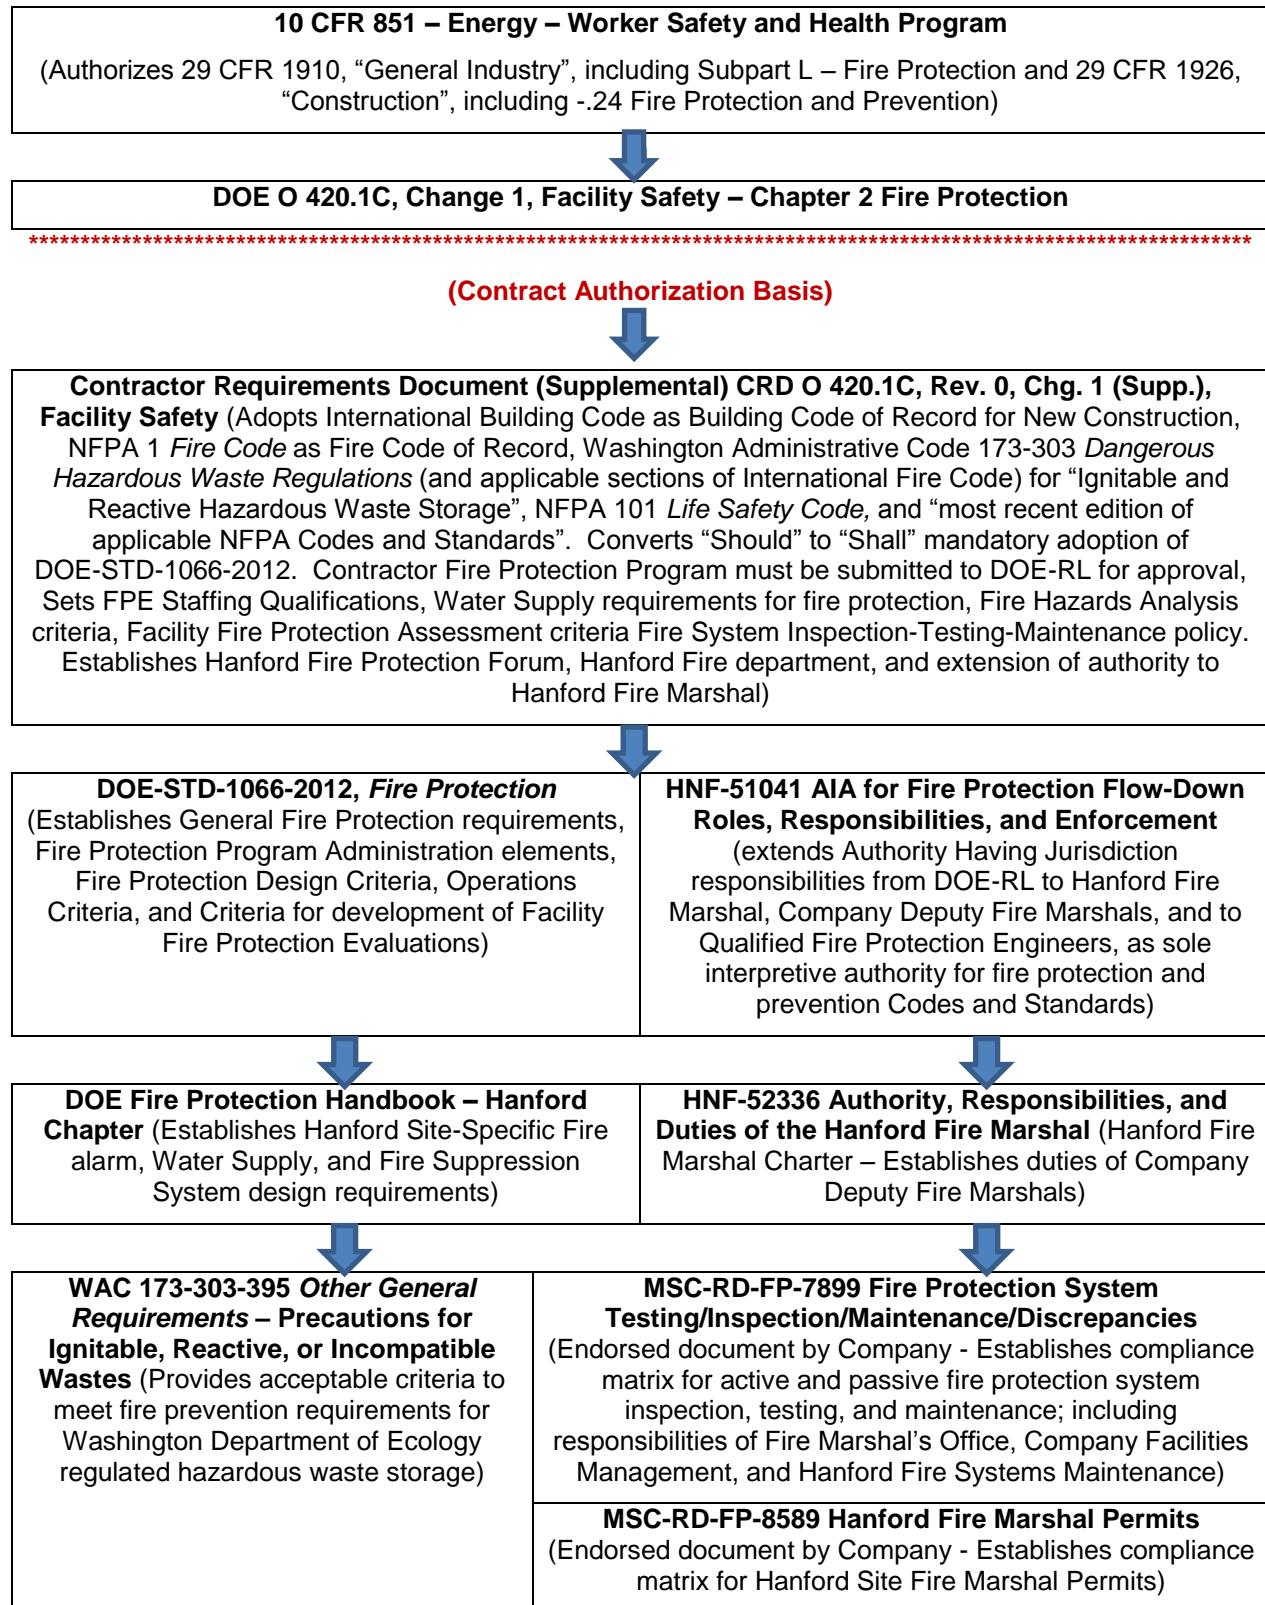 10 CFR 851 – Energy – Worker Safety and Health Program
(Authorizes 29 CFR 1910, “General Industry”, including Subpart L – Fire Protection and 29 CFR 1926,
“Construction”, including -.24 Fire Protection and Prevention)
DOE O 420.1C, Change 1, Facility Safety – Chapter 2 Fire Protection
(Contract Authorization Basis)
Contractor Requirements Document (Supplemental) CRD O 420.1C, Rev. 0, Chg. 1 (Supp.),
Facility Safety (Adopts International Building Code as Building Code of Record for New Construction,
NFPA 1 Fire Code as Fire Code of Record, Washington Administrative Code 173-303 Dangerous
Hazardous Waste Regulations (and applicable sections of International Fire Code) for “Ignitable and
Reactive Hazardous Waste Storage”, NFPA 101 Life Safety Code, and “most recent edition of
applicable NFPA Codes and Standards”. Converts “Should” to “Shall” mandatory adoption of
DOE-STD-1066-2012. Contractor Fire Protection Program must be submitted to DOE-RL for approval,
Sets FPE Staffing Qualifications, Water Supply requirements for fire protection, Fire Hazards Analysis
criteria, Facility Fire Protection Assessment criteria Fire System Inspection-Testing-Maintenance policy.
Establishes Hanford Fire Protection Forum, Hanford Fire department, and extension of authority to
Hanford Fire Marshal)
DOE-STD-1066-2012, Fire Protection
(Establishes General Fire Protection requirements,
Fire Protection Program Administration elements,
Fire Protection Design Criteria, Operations
Criteria, and Criteria for development of Facility
Fire Protection Evaluations)
HNF-51041 AIA for Fire Protection Flow-Down
Roles, Responsibilities, and Enforcement
(extends Authority Having Jurisdiction
responsibilities from DOE-RL to Hanford Fire
Marshal, Company Deputy Fire Marshals, and to
Qualified Fire Protection Engineers, as sole
interpretive authority for fire protection and
prevention Codes and Standards)
DOE Fire Protection Handbook – Hanford
Chapter (Establishes Hanford Site-Specific Fire
alarm, Water Supply, and Fire Suppression
System design requirements)
HNF-52336 Authority, Responsibilities, and
Duties of the Hanford Fire Marshal (Hanford Fire
Marshal Charter – Establishes duties of Company
Deputy Fire Marshals)
WAC 173-303-395 Other General
Requirements – Precautions for
Ignitable, Reactive, or Incompatible
Wastes (Provides acceptable criteria to
meet fire prevention requirements for
Washington Department of Ecology
regulated hazardous waste storage)
MSC-RD-FP-7899 Fire Protection System
Testing/Inspection/Maintenance/Discrepancies
(Endorsed document by Company - Establishes compliance
matrix for active and passive fire protection system
inspection, testing, and maintenance; including
responsibilities of Fire Marshal’s Office, Company Facilities
Management, and Hanford Fire Systems Maintenance)
MSC-RD-FP-8589 Hanford Fire Marshal Permits
(Endorsed document by Company - Establishes compliance
matrix for Hanford Site Fire Marshal Permits)